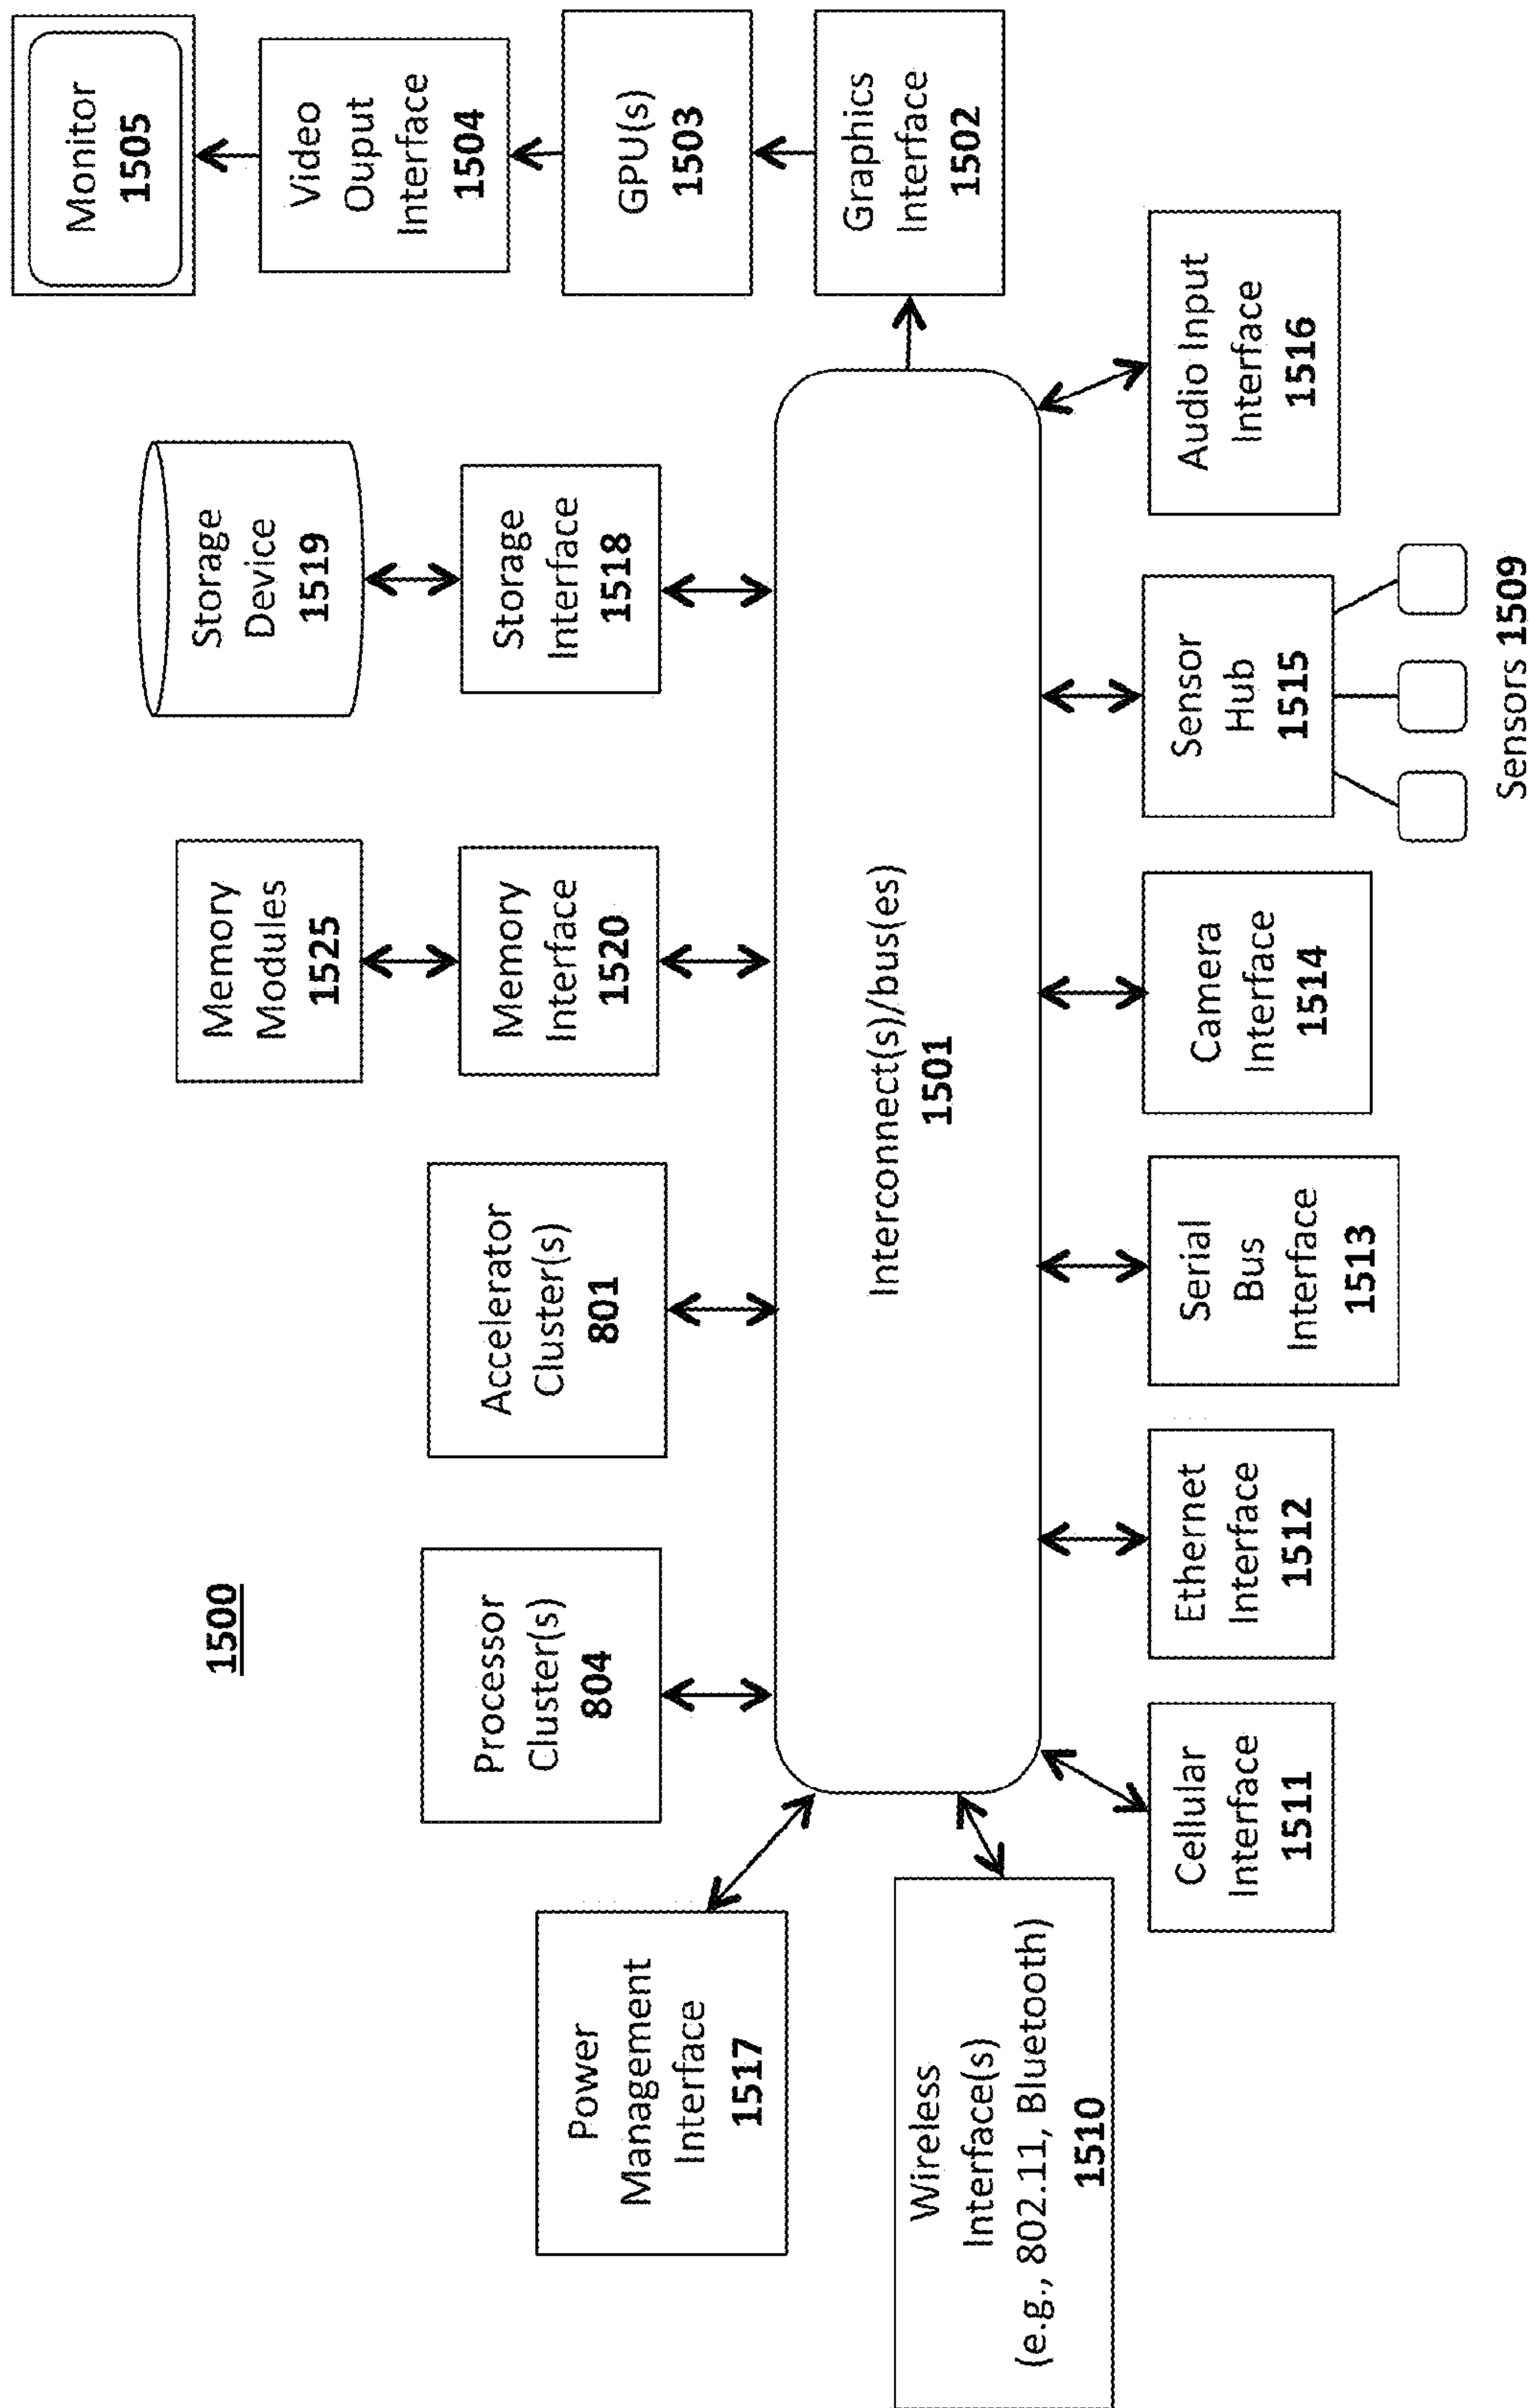 1500
Power
Management
Interface
1517
Processor
Cluster(s)
804
Accelerator
Cluster(s)
801
Memory
Modules
1525
Memory
Interface
1520
Storage
Device
1519
Storage
Interface
1518
Monitor
1505
Video
Ouput
Interface
1504
GPU(s)
1503
Graphics
Interface
1502
Interconnect(s)/bus(es)
1501
Wireless
Interface(s)
(e.g., 802.11, Bluetooth)
1510
Cellular
Interface
1511
Ethernet
Interface
1512
Serial
Bus
Interface
1513
Camera
Interface
1514
Sensor
Hub
1515
Sensors 1509
Audio Input
Interface
1516